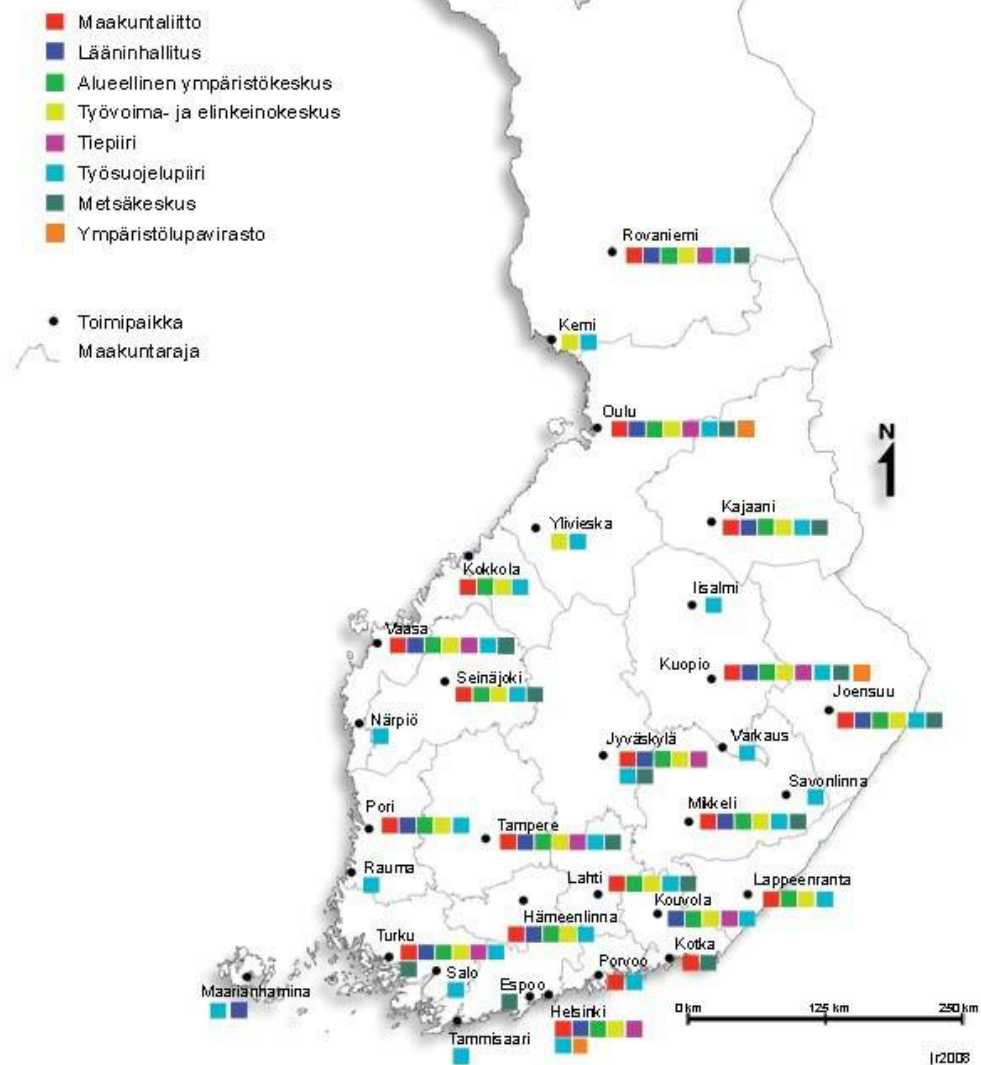 Maakuntaliitto
Lääninhallitus
Alueellinen ympäristökeskus
Työvoima- ja elinkeinokeskus
Tiepiiri
Työsuojelupiiri
Metsäkeskus
Ympäristölupavirasto
Toimipaikka
Maakuntaraja
Rovaniemi
Kemi
Oulu
N
Kajaani
Ylivieska
Kokkola
Iisalmi
Vaasa
Kuopio
Seinäjoki
Joensuu
Närpiö
Jyväskylä
Varkaus
Savonlinna
Pori
Mikkeli
Tampere
Rauma
Lahti
Lappeenranta
Kouvola
Hämeenlinna
Turku
Kotka
Salo
Porvoo
Maarianhamina
Espoo
Helsinki
0 km 125 km 250 km
Tammisaari
jr2008